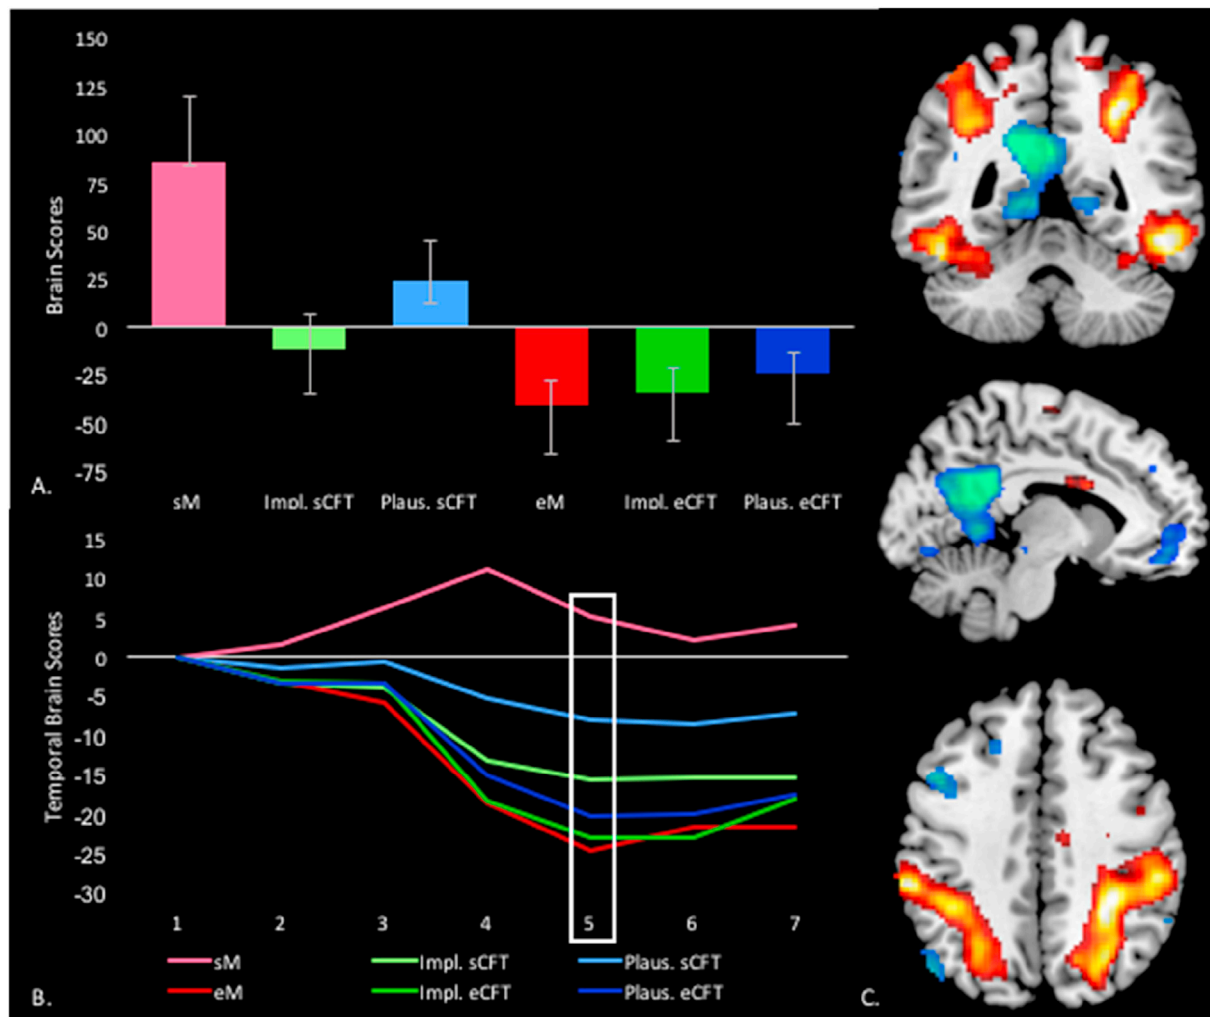 150
125
100
75
50
25
0
-25
-50
-75
Brain Scores
A.
sM Impl. sCFT Plaus. sCFT eM Impl. eCFT Plaus. eCFT
15
10
5
0
-5
-10
-15
-20
-25
-30
Temporal Brain Scores
1 2 3 4 5 6 7
sM Impl. sCFT Plaus. sCFT
eM Impl. eCFT Plaus. eCFT
B.
C.